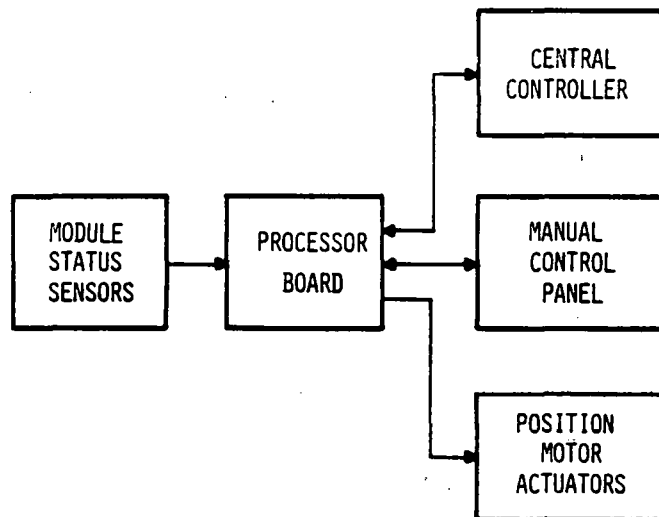 CENTRAL
CONTROLLER
MODULE
STATUS
SENSORS
PROCESSOR
BOARD
MANUAL
CONTROL
PANEL
POSITION
MOTOR
ACTUATORS